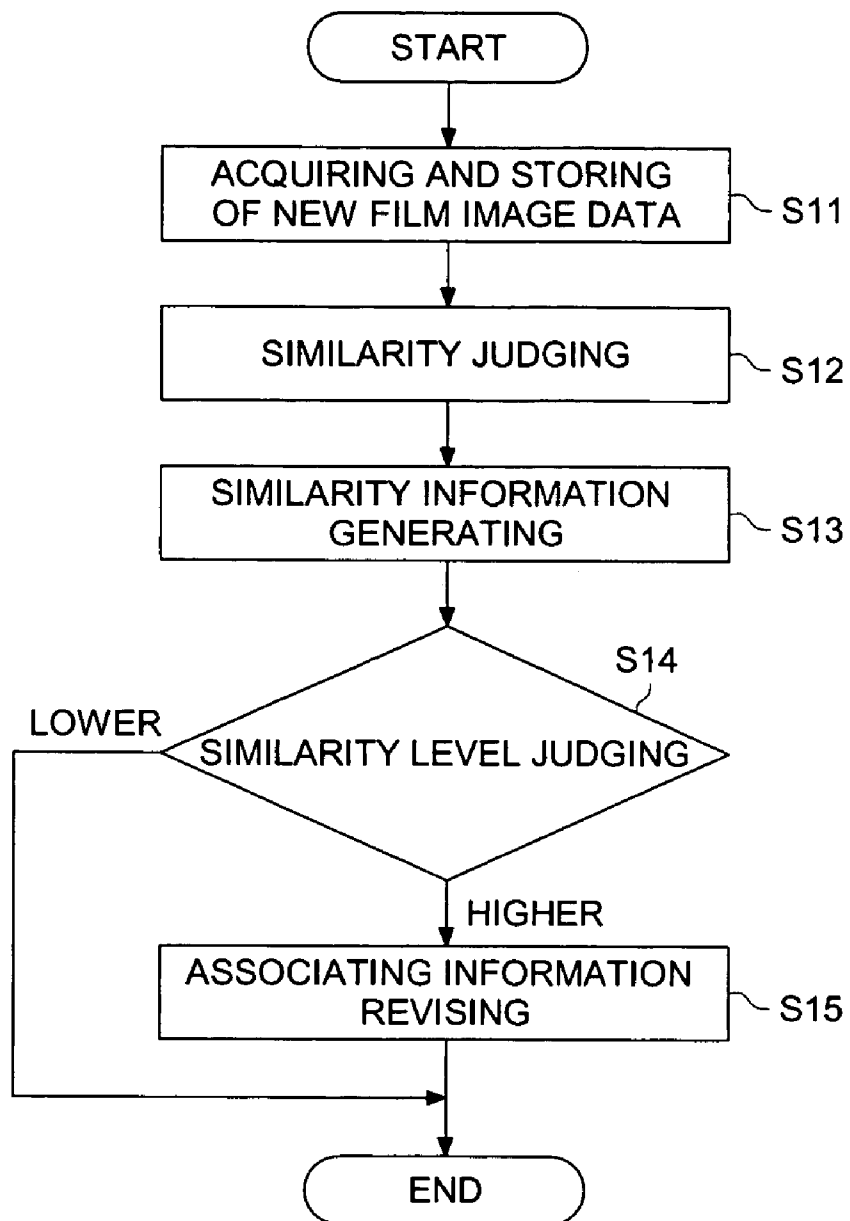 START
ACQUIRING AND STORING
OF NEW FILM IMAGE DATA
S11
SIMILARITY JUDGING
S12
SIMILARITY INFORMATION
GENERATING
S13
S14
LOWER
SIMILARITY LEVEL JUDGING
HIGHER
ASSOCIATING INFORMATION
REVISING
S15
END